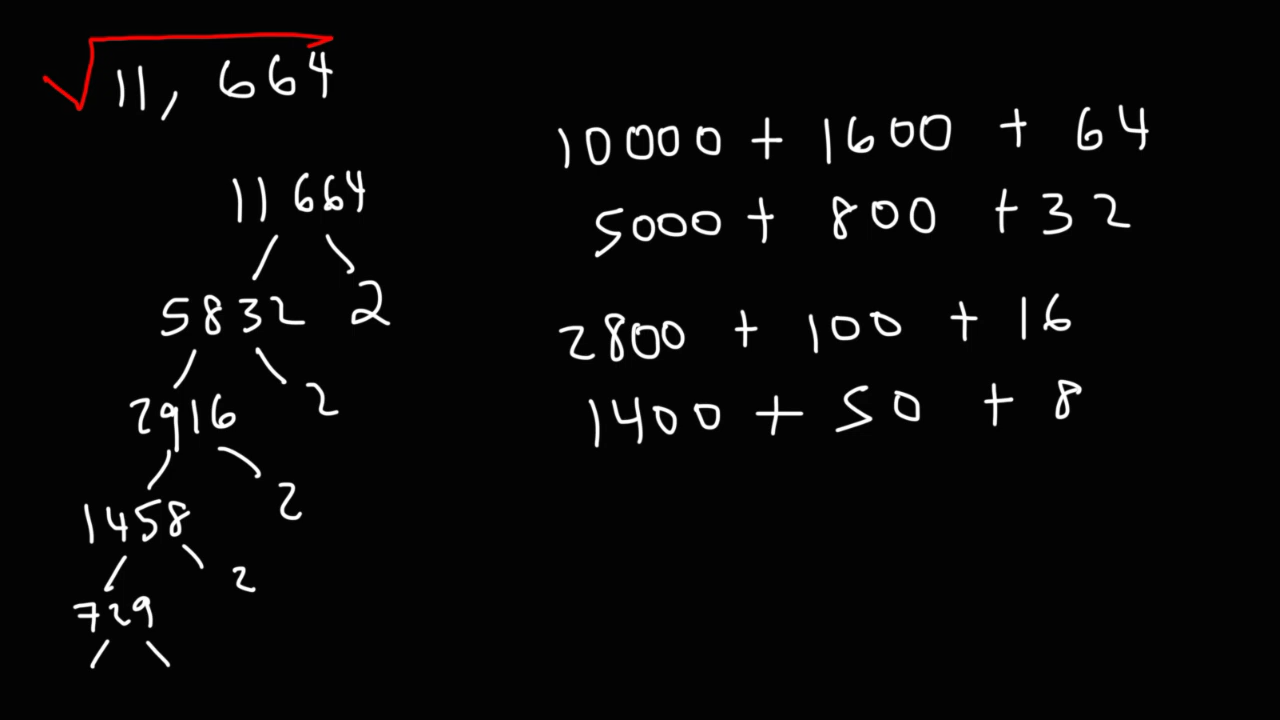 √11,664
11664
5832 2
2916 2
1458 2
729 2
10000 + 1600 + 64
5000 + 800 + 32
2800 + 100 + 16
1400 + 50 + 8